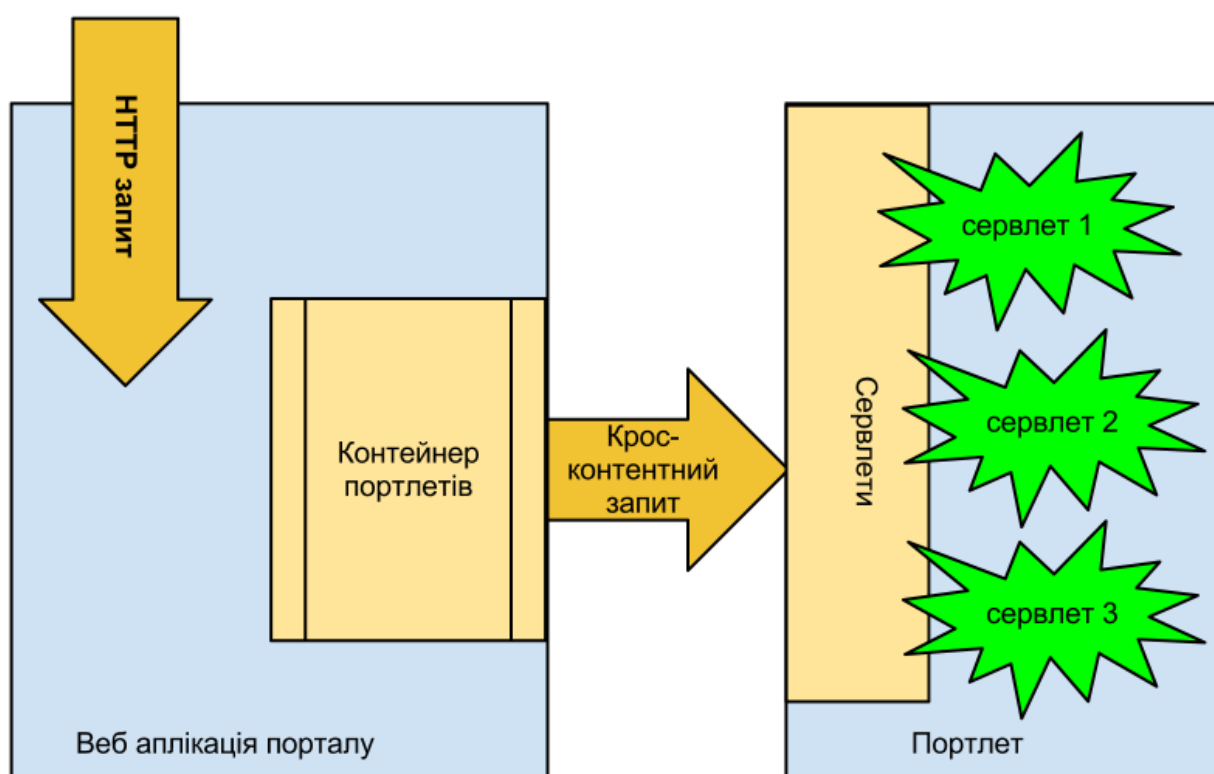 HTTP запит
Контейнер
портлетів
Веб аплікація порталу
Крос-
контентний
запит
Сервлети
сервлет 1
сервлет 2
сервлет 3
Портлет